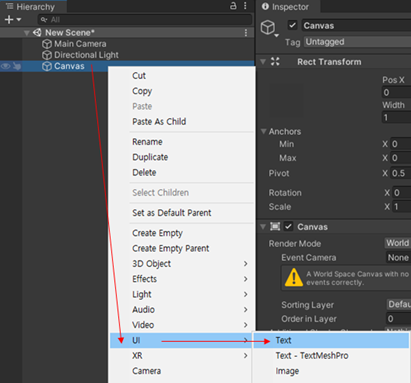 Hierarchy
All
New Scene*
Main Camera
Directional Light
Canvas
Cut
Copy
Paste
Paste As Child
Rename
Duplicate
Delete
Select Children
Set as Default Parent
Create Empty
Create Empty Parent
3D Object
Effects
Light
Audio
Video
UI
XR
Camera
Text
Text - TextMeshPro
Image
Inspector
Canvas
Tag Untagged
Rect Transform
Pos X
0
Width
1
Anchors
Min X 0
Max X 0
Pivot X 0.5
Rotation X 0
Scale X 1
Canvas
Render Mode World
Event Camera None
A World Space Canvas with no
events correctly.
Sorting Layer Defau
Order in Layer 0